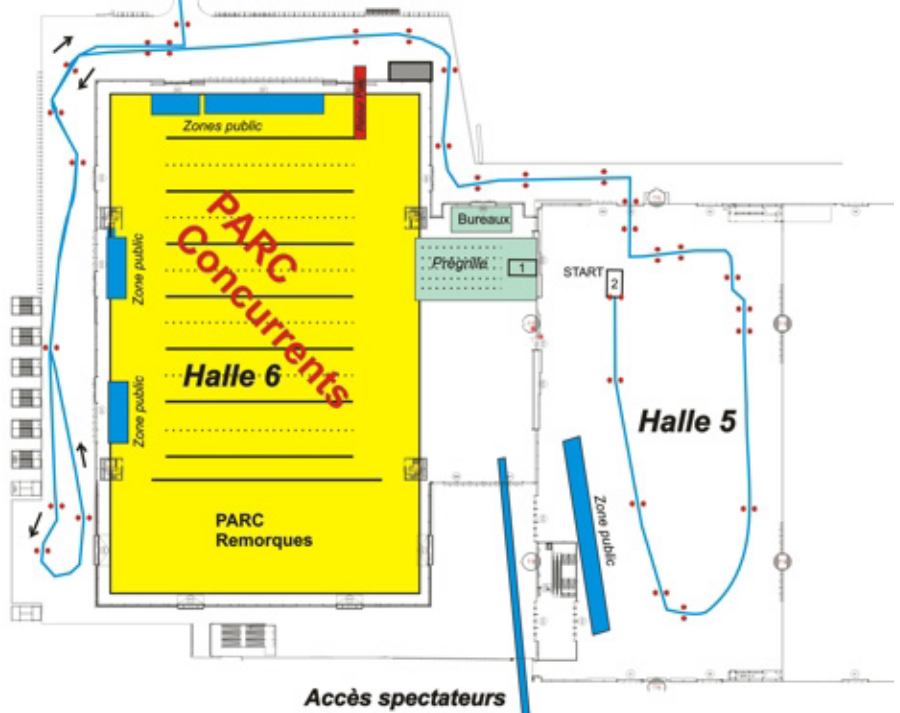 Zones public
PARC
Concurrents
Bureaux
Prégrille
1
START
2
Zone public
Halle 6
Halle 5
Zone public
Zone public
PARC
Remorques
Accès spectateurs